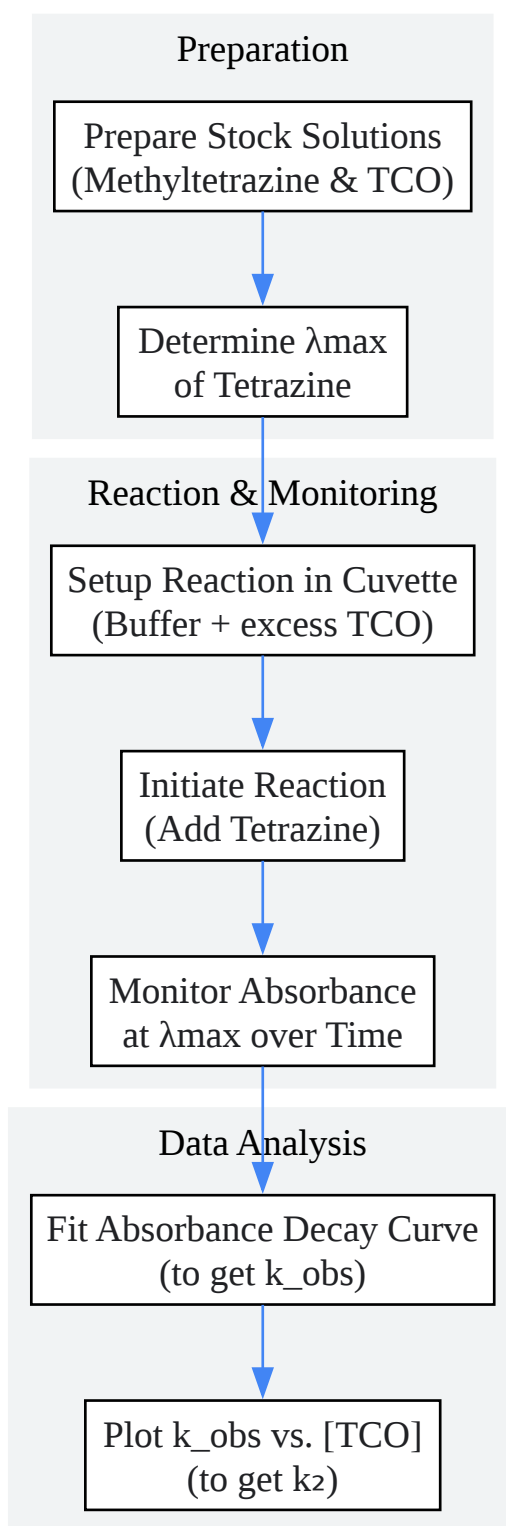 Preparation
Prepare Stock Solutions
(Methyltetrazine & TCO)
Determine λmax
of Tetrazine
Reaction & Monitoring
Setup Reaction in Cuvette
(Buffer + excess TCO)
Initiate Reaction
(Add Tetrazine)
Monitor Absorbance
at λmax over Time
Data Analysis
Fit Absorbance Decay Curve
(to get k_obs)
Plot k_obs vs. [TCO]
(to get k₂)